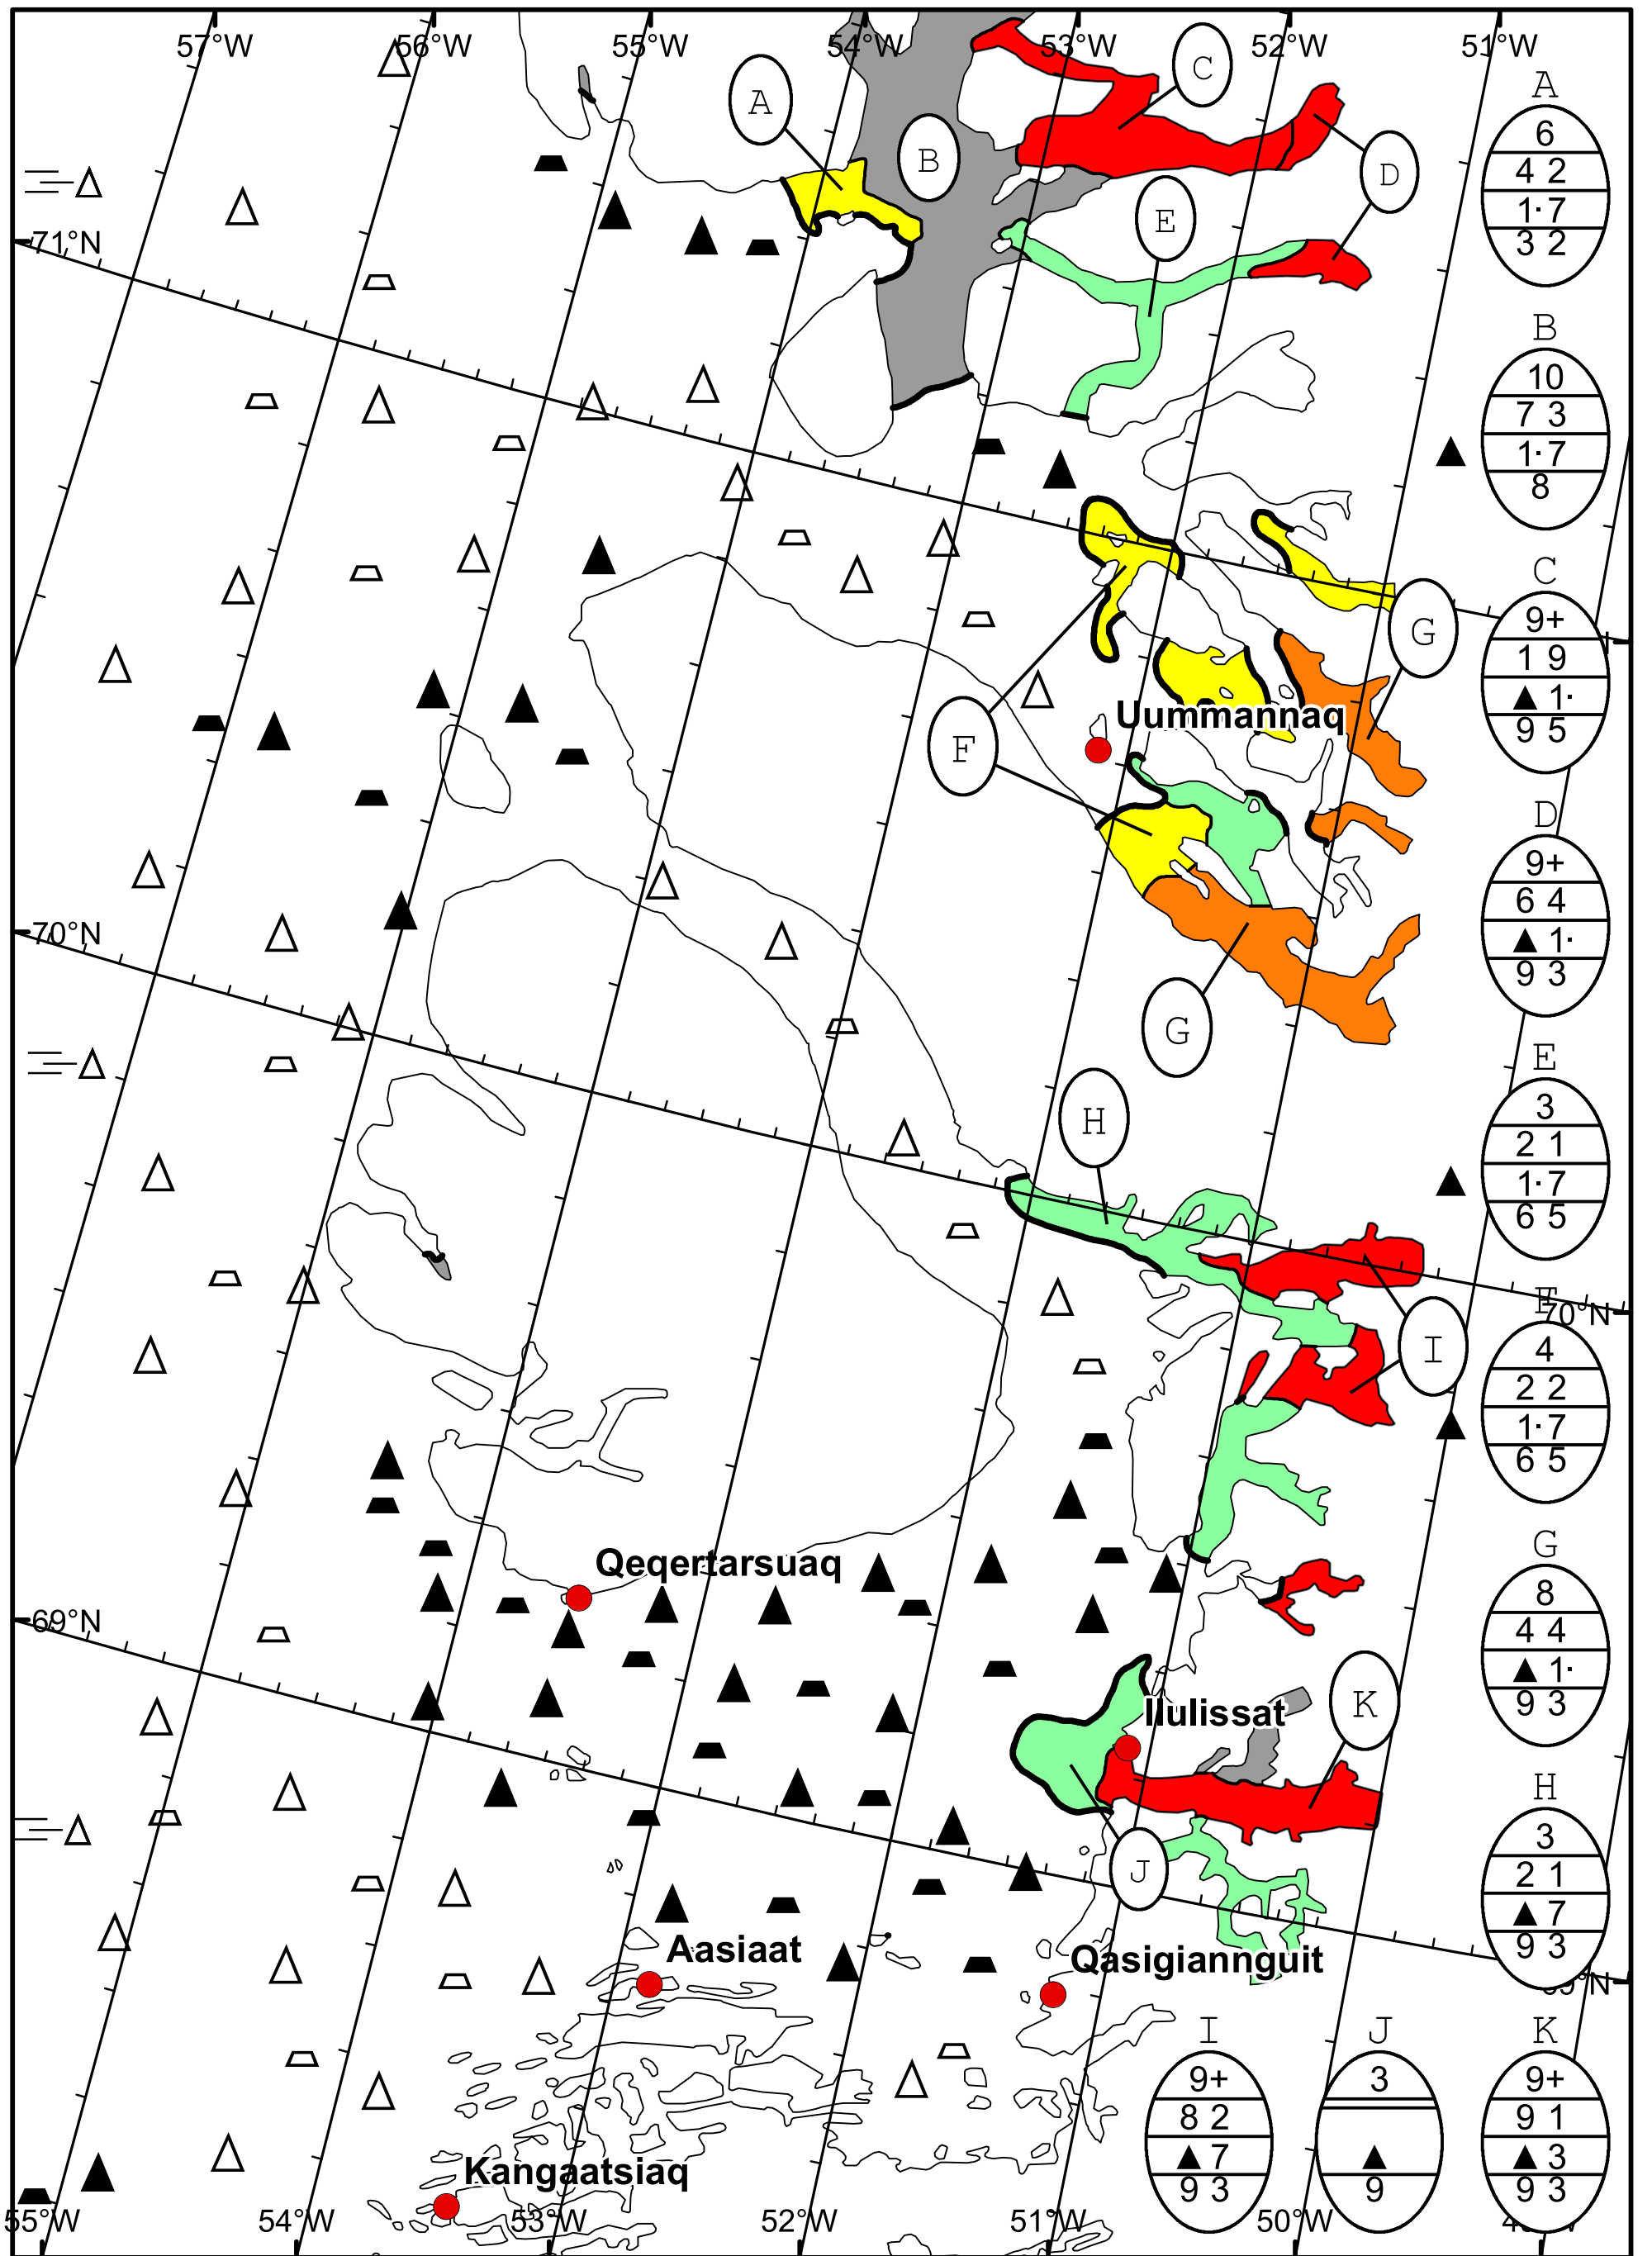 57°W 56°W 55°W 54°W 53°W 52°W 51°W
A
6
4 2
1·7
3 2
C
A
B
D
E
71°N
B
10
7 3
1·7
8
C
9+
1 9
▲ 1·
9 5
G
Uummannaq
F
D
9+
6 4
▲ 1·
9 3
70°N
G
E
3
2 1
1·7
6 5
H
70°N
I
F
4
2 2
1·7
6 5
Qeqertarsuaq
69°N
G
8
4 4
▲ 1·
9 3
K
Ilulissat
H
3
2 1
▲ 7
9 3
J
Aasiaat
Qasigiannguit
69°N
I
9+
8 2
▲ 7
9 3
J
3
▲
9
K
9+
9 1
▲ 3
9 3
Kangaatsiaq
55°W 54°W 53°W 52°W 51°W 50°W